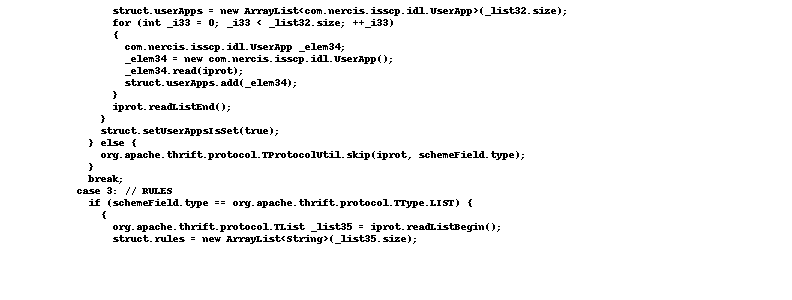 struct.userApps = new ArrayList<com.nercis.isscp.idl.UserApp>(_list32.size);
for (int _i33 = 0; _i33 < _list32.size; ++_i33)
{
com.nercis.isscp.idl.UserApp _elem34;
_elem34 = new com.nercis.isscp.idl.UserApp();
_elem34.read(iprot);
struct.userApps.add(_elem34);
}
iprot.readListEnd();
}
struct.setUserAppsIsSet(true);
} else {
org.apache.thrift.protocol.TProtocolUtil.skip(iprot, schemeField.type);
}
break;
case 3: // RULES
if (schemeField.type == org.apache.thrift.protocol.TType.LIST) {
{
org.apache.thrift.protocol.TList _list35 = iprot.readListBegin();
struct.rules = new ArrayList<String>(_list35.size);